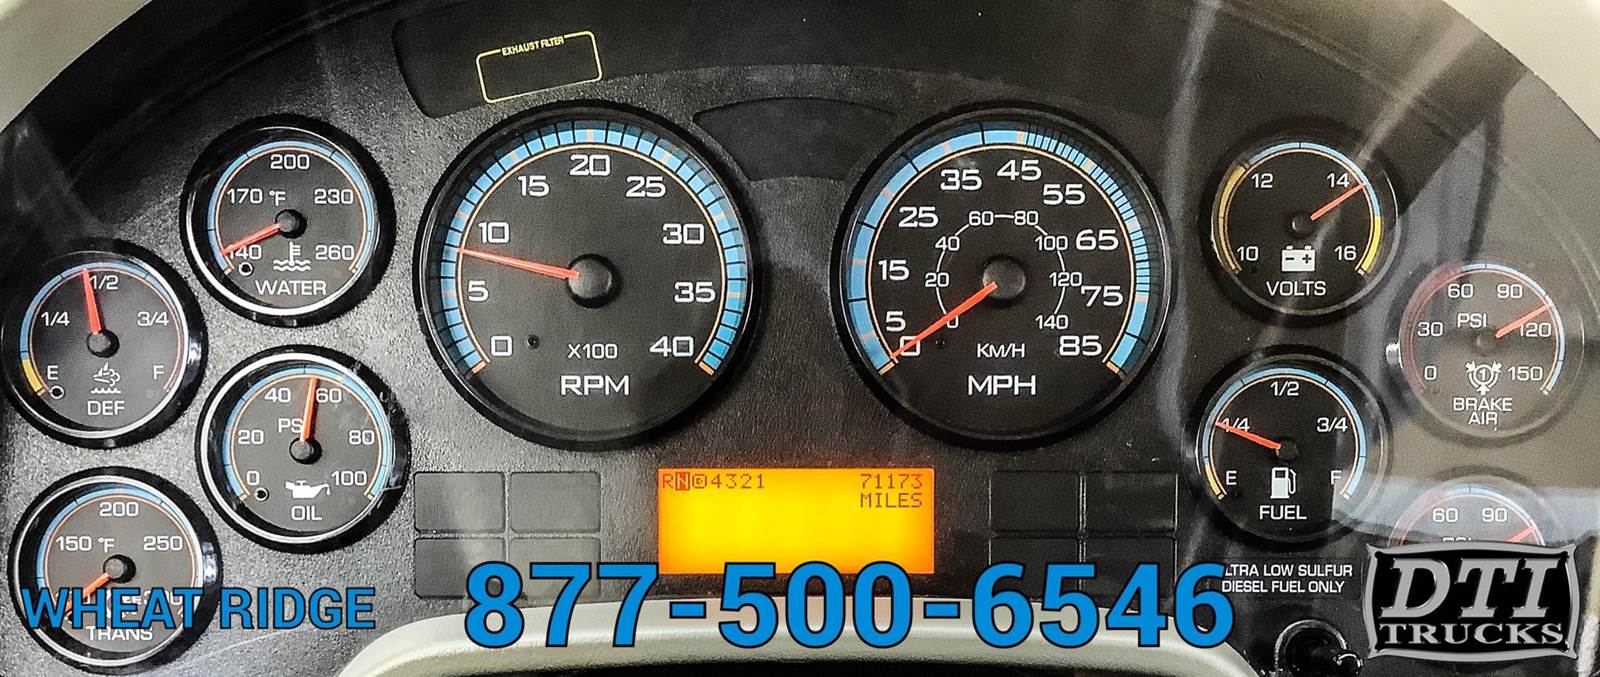 EXHAUST FILTER
200
170 °F 230
140 260
WATER
1/2
1/4 3/4
E F
DEF
40 60
PSI
20 80
0 100
OIL
200
150 °F 250
TRANS
20
15 25
10 30
5 35
0 40
X100
RPM
45
35 55
25 65
15 75
5 85
0
60 80
40 100
20 120
0 140
KM/H
MPH
RND4321 71173
MILES
12 14
10 16
VOLTS
1/2
1/4 3/4
E F
FUEL
60 90
30 PSI 120
0 150
1
BRAKE
AIR
60 90
ULTRA LOW SULFUR
DIESEL FUEL ONLY
WHEAT RIDGE
877-500-6546
DTI
TRUCKS